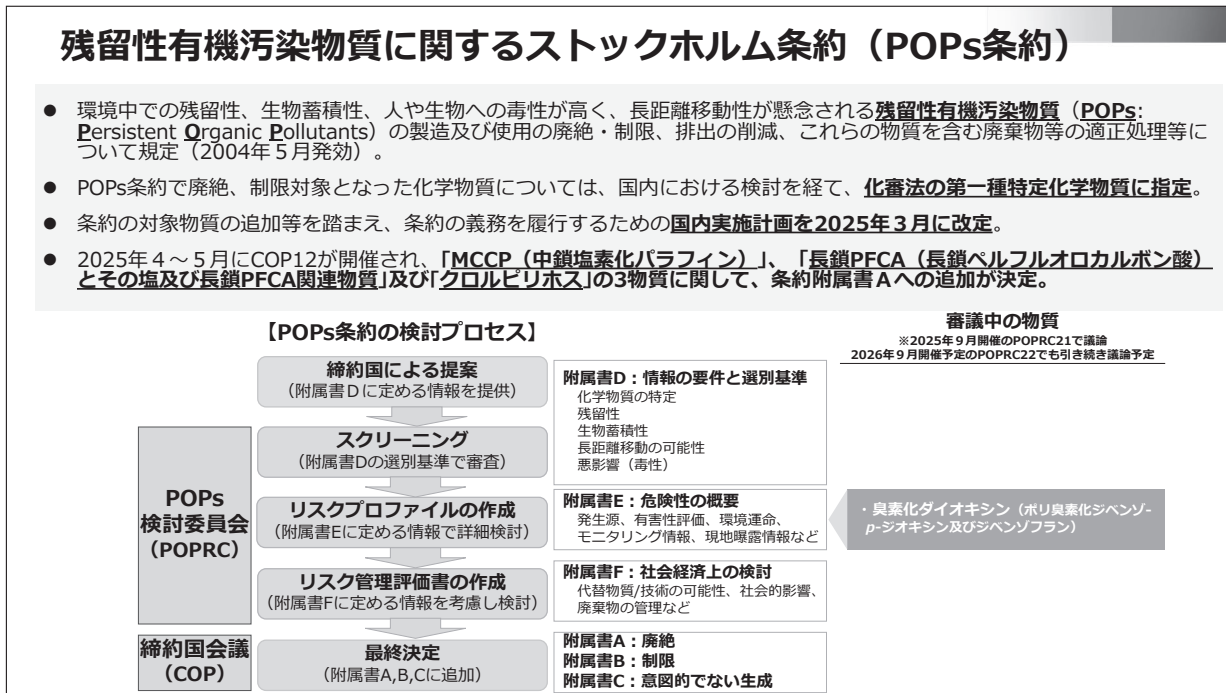 残留性有機汚染物質に関するストックホルム条約（POPs条約）
● 環境中での残留性、生物蓄積性、人や生物への毒性が高く、長距離移動性が懸念される残留性有機汚染物質（POPs:
Persistent Organic Pollutants）の製造及び使用の廃絶・制限、排出の削減、これらの物質を含む廃棄物等の適正処理等に
ついて規定（2004年５月発効）。
● POPs条約で廃絶、制限対象となった化学物質については、国内における検討を経て、化審法の第一種特定化学物質に指定。
● 条約の対象物質の追加等を踏まえ、条約の義務を履行するための国内実施計画を2025年３月に改定。
● 2025年４～５月にCOP12が開催され、「MCCP（中鎖塩素化パラフィン）」、「長鎖PFCA（長鎖ペルフルオロカルボン酸）
とその塩及び長鎖PFCA関連物質」及び「クロルピリホス」の3物質に関して、条約附属書Ａへの追加が決定。
【POPs条約の検討プロセス】
審議中の物質
※2025年９月開催のPOPRC21で議論
2026年９月開催予定のPOPRC22でも引き続き議論予定
締約国による提案
（附属書Ｄに定める情報を提供）
附属書D：情報の要件と選別基準
化学物質の特定
残留性
生物蓄積性
長距離移動の可能性
悪影響（毒性）
POPs
検討委員会
（POPRC）
スクリーニング
（附属書Dの選別基準で審査）
リスクプロファイルの作成
（附属書Eに定める情報で詳細検討）
附属書E：危険性の概要
発生源、有害性評価、環境運命、
モニタリング情報、現地曝露情報など
・臭素化ダイオキシン（ポリ臭素化ジベンゾ-
p-ジオキシン及びジベンゾフラン）
リスク管理評価書の作成
（附属書Fに定める情報を考慮し検討）
附属書F：社会経済上の検討
代替物質/技術の可能性、社会的影響、
廃棄物の管理など
締約国会議
（COP）
最終決定
（附属書A,B,Cに追加）
附属書A：廃絶
附属書B：制限
附属書C：意図的でない生成